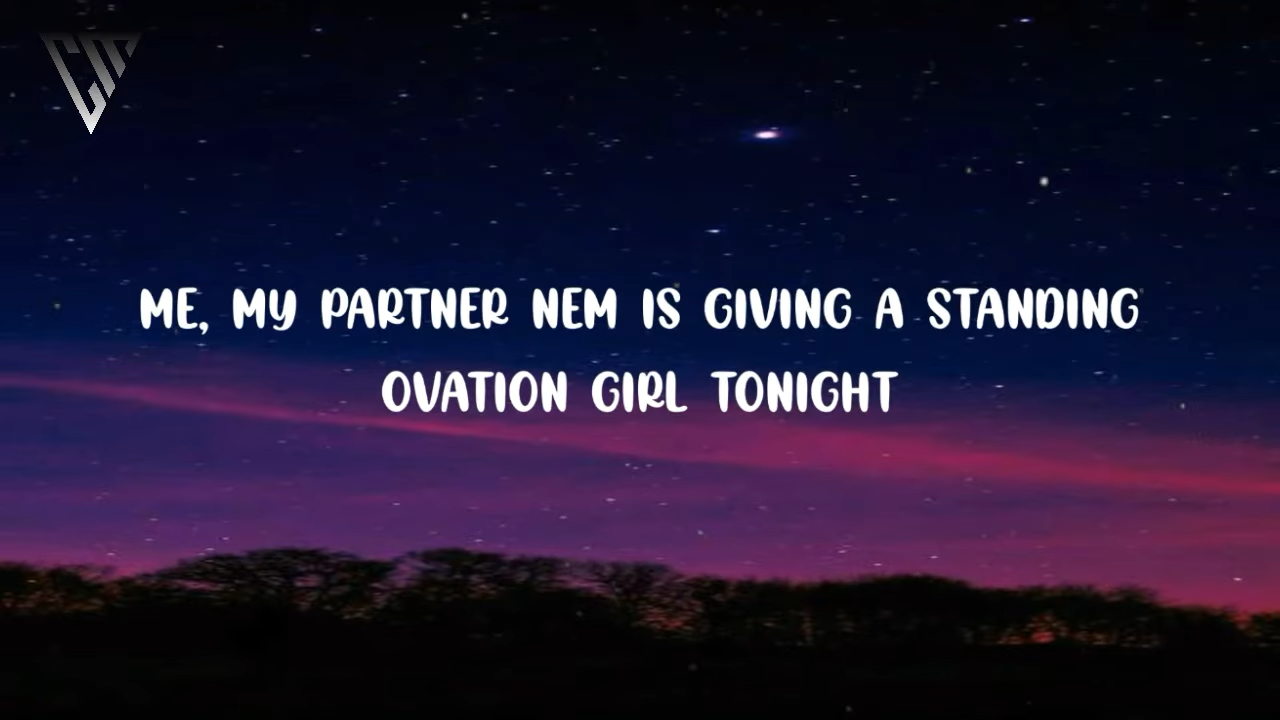 ME, MY PARTNER NEM IS GIVING A STANDING
OVATION GIRL TONIGHT